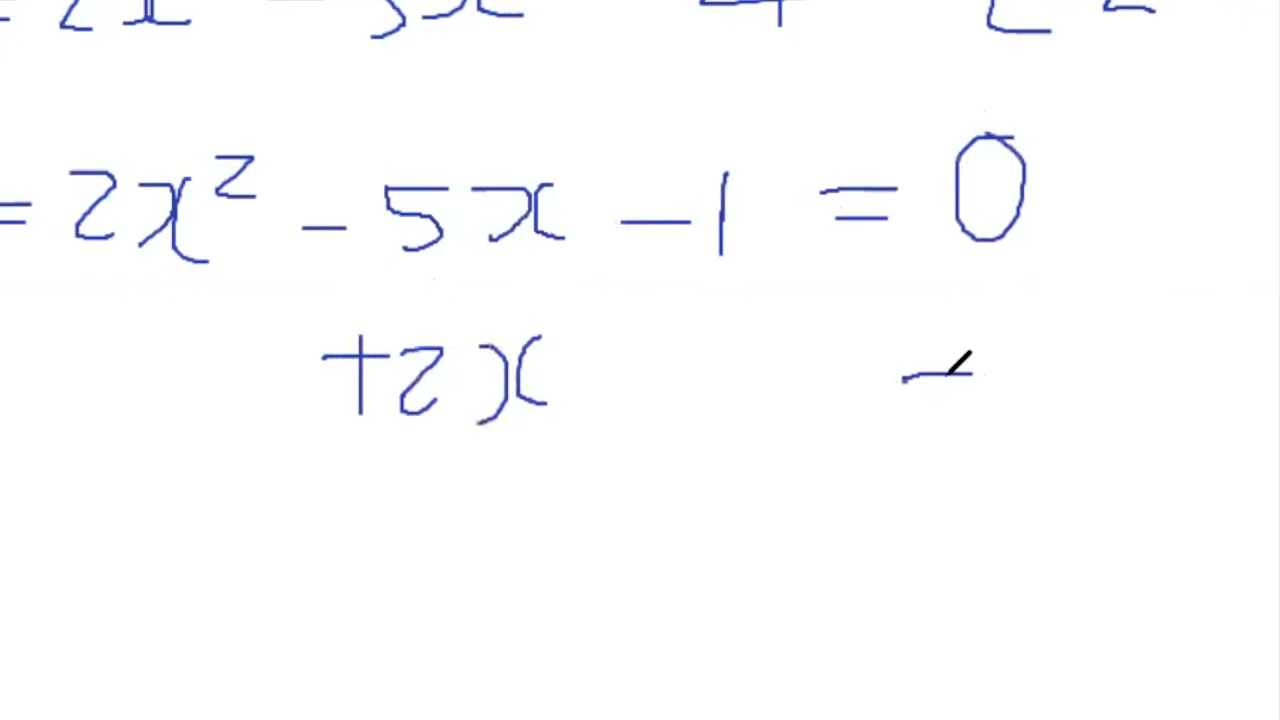 = 2x² - 5x - 1 = 0
+2x -